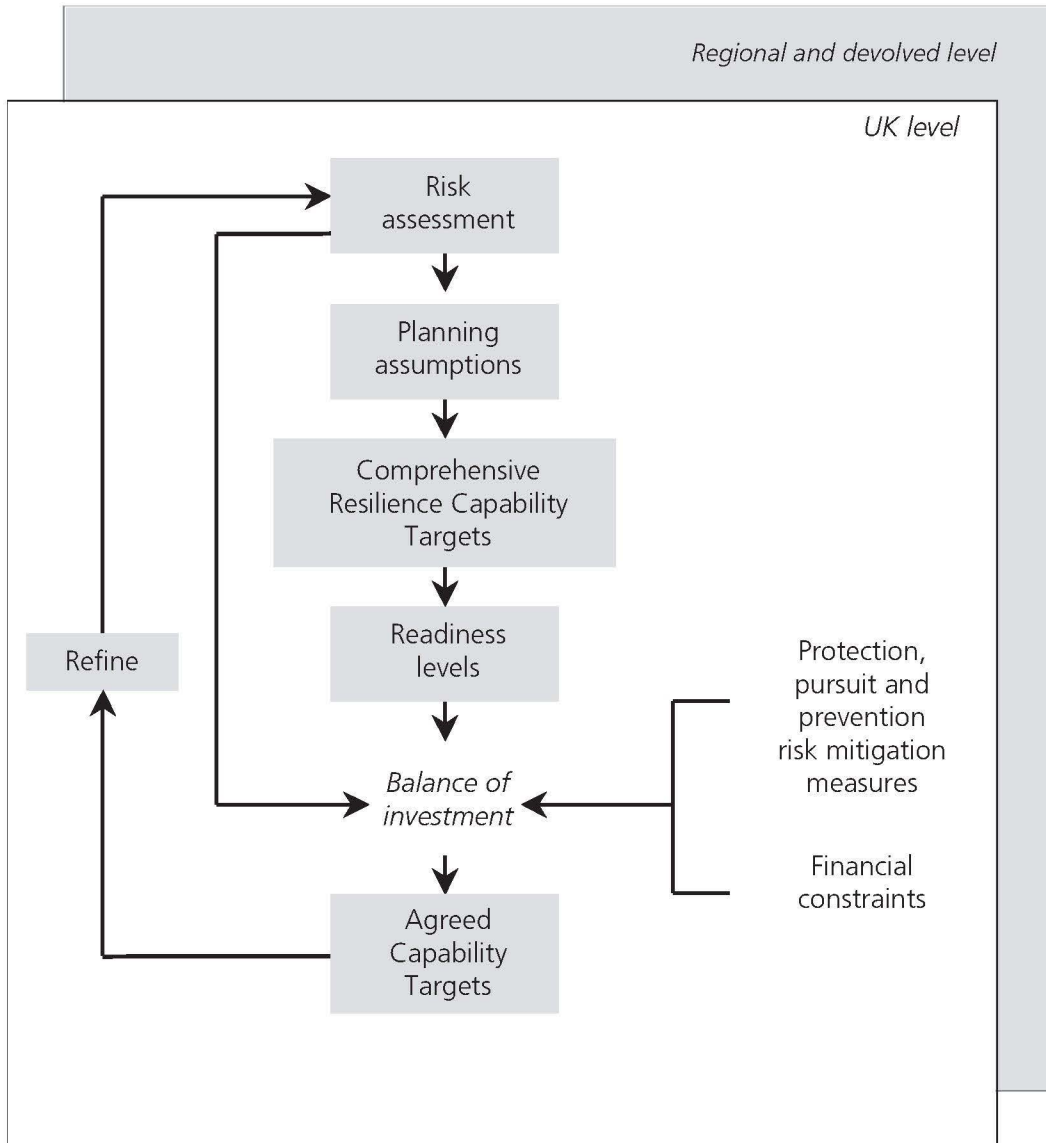 Regional and devolved level
UK level
Risk
assessment
Planning
assumptions
Comprehensive
Resilience Capability
Targets
Readiness
levels
Refine
Protection,
pursuit and
prevention
risk mitigation
measures
Balance of
investment
Financial
constraints
Agreed
Capability
Targets